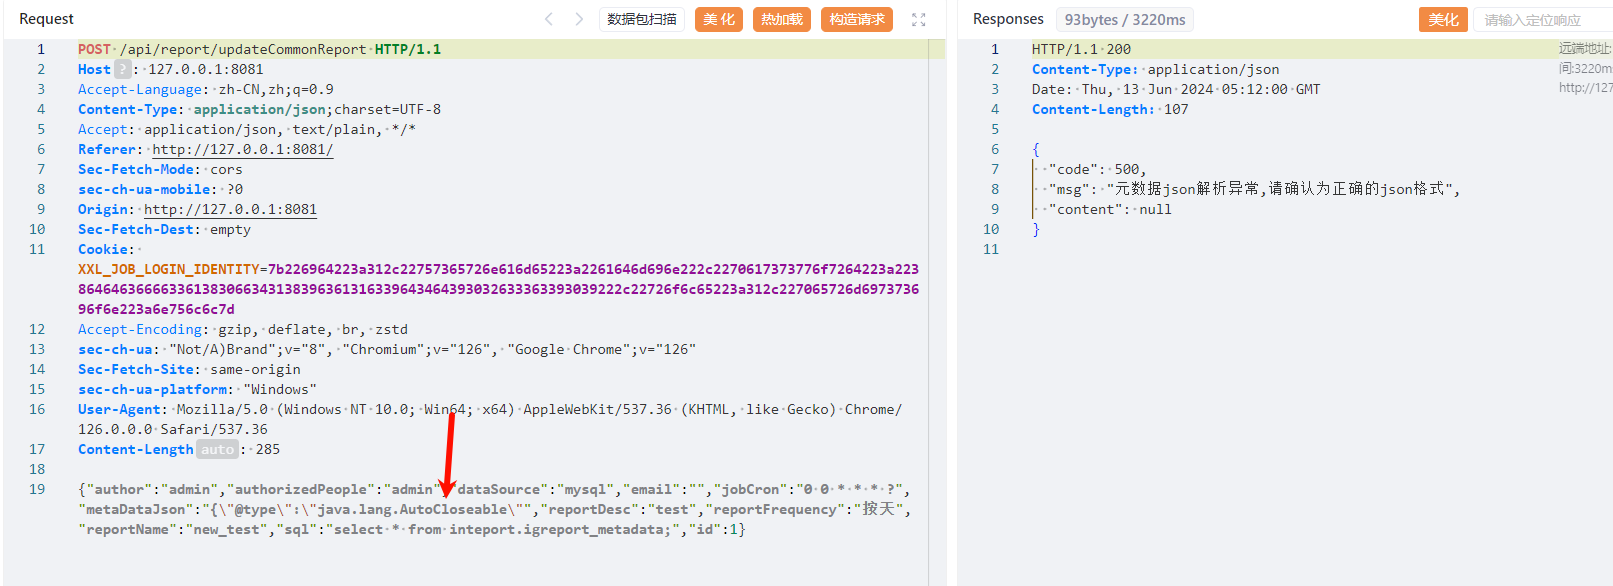 Request
数据包扫描
美化
热加载
构造请求
1 POST /api/report/updateCommonReport HTTP/1.1
2 Host ? : 127.0.0.1:8081
3 Accept-Language: zh-CN,zh;q=0.9
4 Content-Type: application/json;charset=UTF-8
5 Accept: application/json, text/plain, */*
6 Referer: http://127.0.0.1:8081/
7 Sec-Fetch-Mode: cors
8 sec-ch-ua-mobile: ?0
9 Origin: http://127.0.0.1:8081
10 Sec-Fetch-Dest: empty
11 Cookie:
XXL_JOB_LOGIN_IDENTITY=7b226964223a312c22757365726e616d65223a2261646d696e222c2270617373776f7264223a223
8646463666633613830663431383963613163396434643930326333633930392 22c22726f6c65223a312c227065726d697373
696f6e223a6e756c6c7d
12 Accept-Encoding: gzip, deflate, br, zstd
13 sec-ch-ua: "Not/A)Brand";v="8", "Chromium";v="126", "Google Chrome";v="126"
14 Sec-Fetch-Site: same-origin
15 sec-ch-ua-platform: "Windows"
16 User-Agent: Mozilla/5.0 (Windows NT 10.0; Win64; x64) AppleWebKit/537.36 (KHTML, like Gecko) Chrome/
126.0.0.0 Safari/537.36
17 Content-Length auto : 285
18
19 {"author":"admin","authorizedPeople":"admin", dataSource":"mysql","email":"","jobCron":"0 0 * * * ?",
"metaDataJson":"{\"@type\":\"java.lang.AutoCloseable\"","reportDesc":"test","reportFrequency":"按天",
"reportName":"new_test","sql":"select * from inteport.igreport_metadata;","id":1}
Responses
93bytes / 3220ms
美化
请输入定位响应
1 HTTP/1.1 200
2 Content-Type: application/json
3 Date: Thu, 13 Jun 2024 05:12:00 GMT
4 Content-Length: 107
5
6 {
7 "code": 500,
8 "msg": "元数据json解析异常,请确认为正确的json格式",
9 "content": null
10 }
11
远端地址:
间:3220ms
http://127